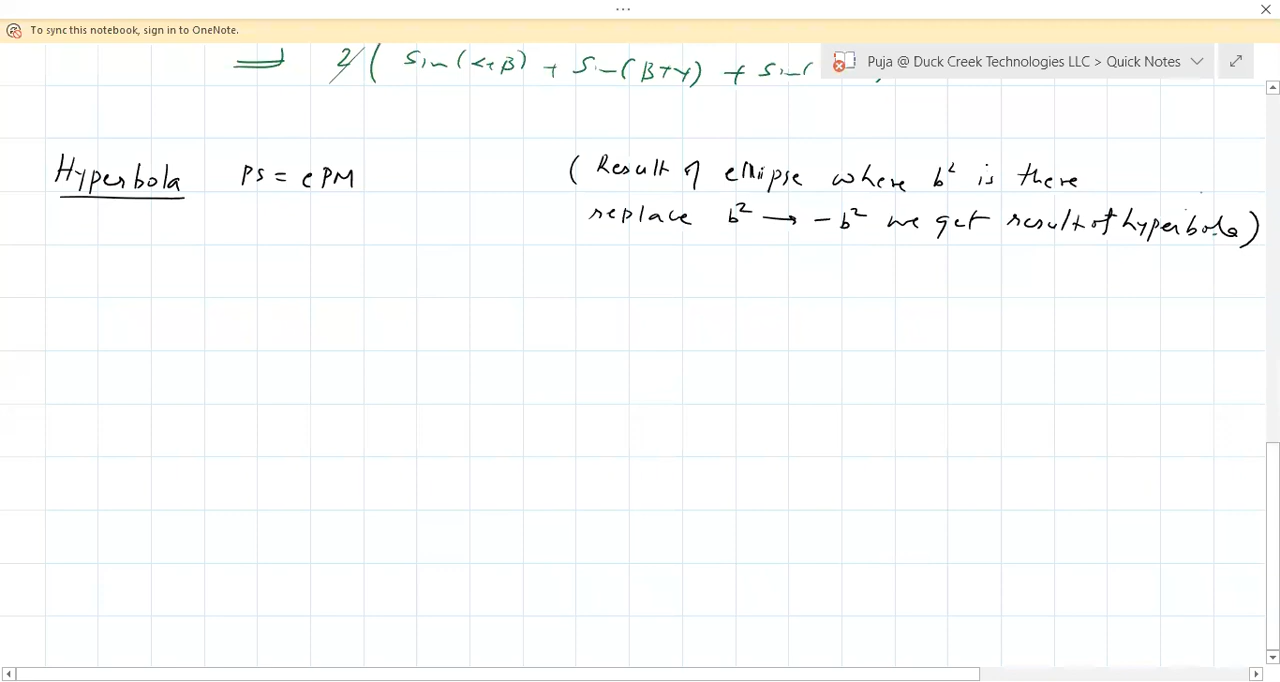 ...
To sync this notebook, sign in to OneNote.
Puja @ Duck Creek Technologies LLC > Quick Notes
2/( Sin(α+β) + Sin(β+γ) + Sin(
Hyperbola PS = ePM
( Result of ellipse where b² is there
replace b² → -b² we get result of hyperbola)